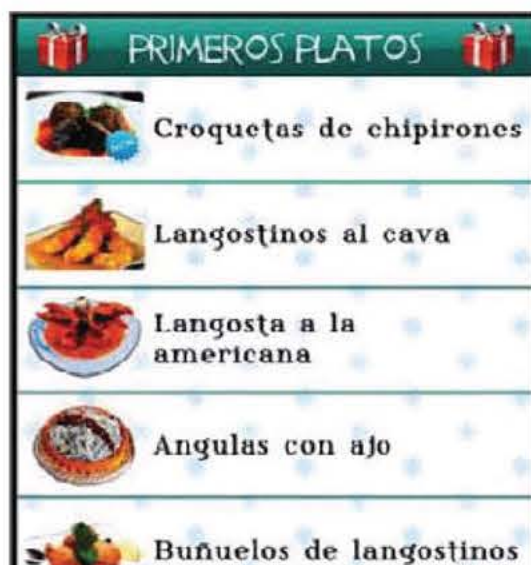 PRIMEROS PLATOS
Croquetas de chipirones
Langostinos al cava
Langosta a la
americana
Angulas con ajo
Buñuelos de langostinos